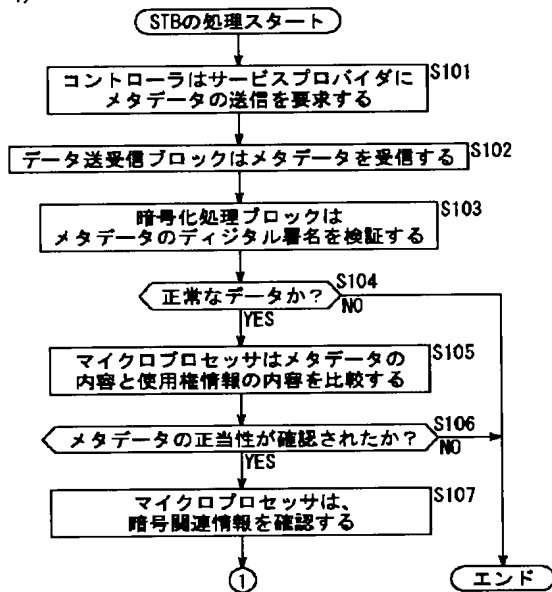 STBの処理スタート
コントローラはサービスプロバイダに
メタデータの送信を要求する
S101
データ送受信ブロックはメタデータを受信する
S102
暗号化処理ブロックは
メタデータのディジタル署名を検証する
S103
正常なデータか?
S104
NO
YES
マイクロプロセッサはメタデータの
内容と使用権情報の内容を比較する
S105
メタデータの正当性が確認されたか?
S106
NO
YES
マイクロプロセッサは、
暗号関連情報を確認する
S107
1
エンド